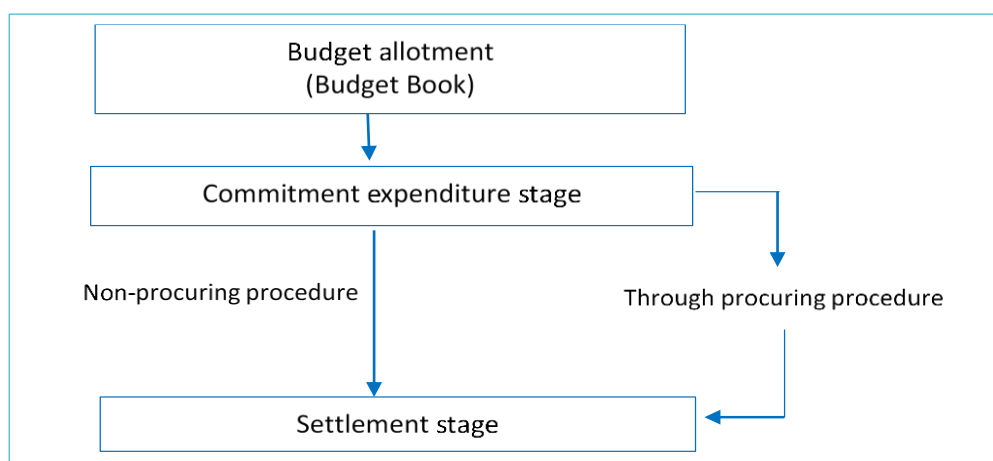 Budget allotment
(Budget Book)
Commitment expenditure stage
Non-procuring procedure
Through procuring procedure
Settlement stage